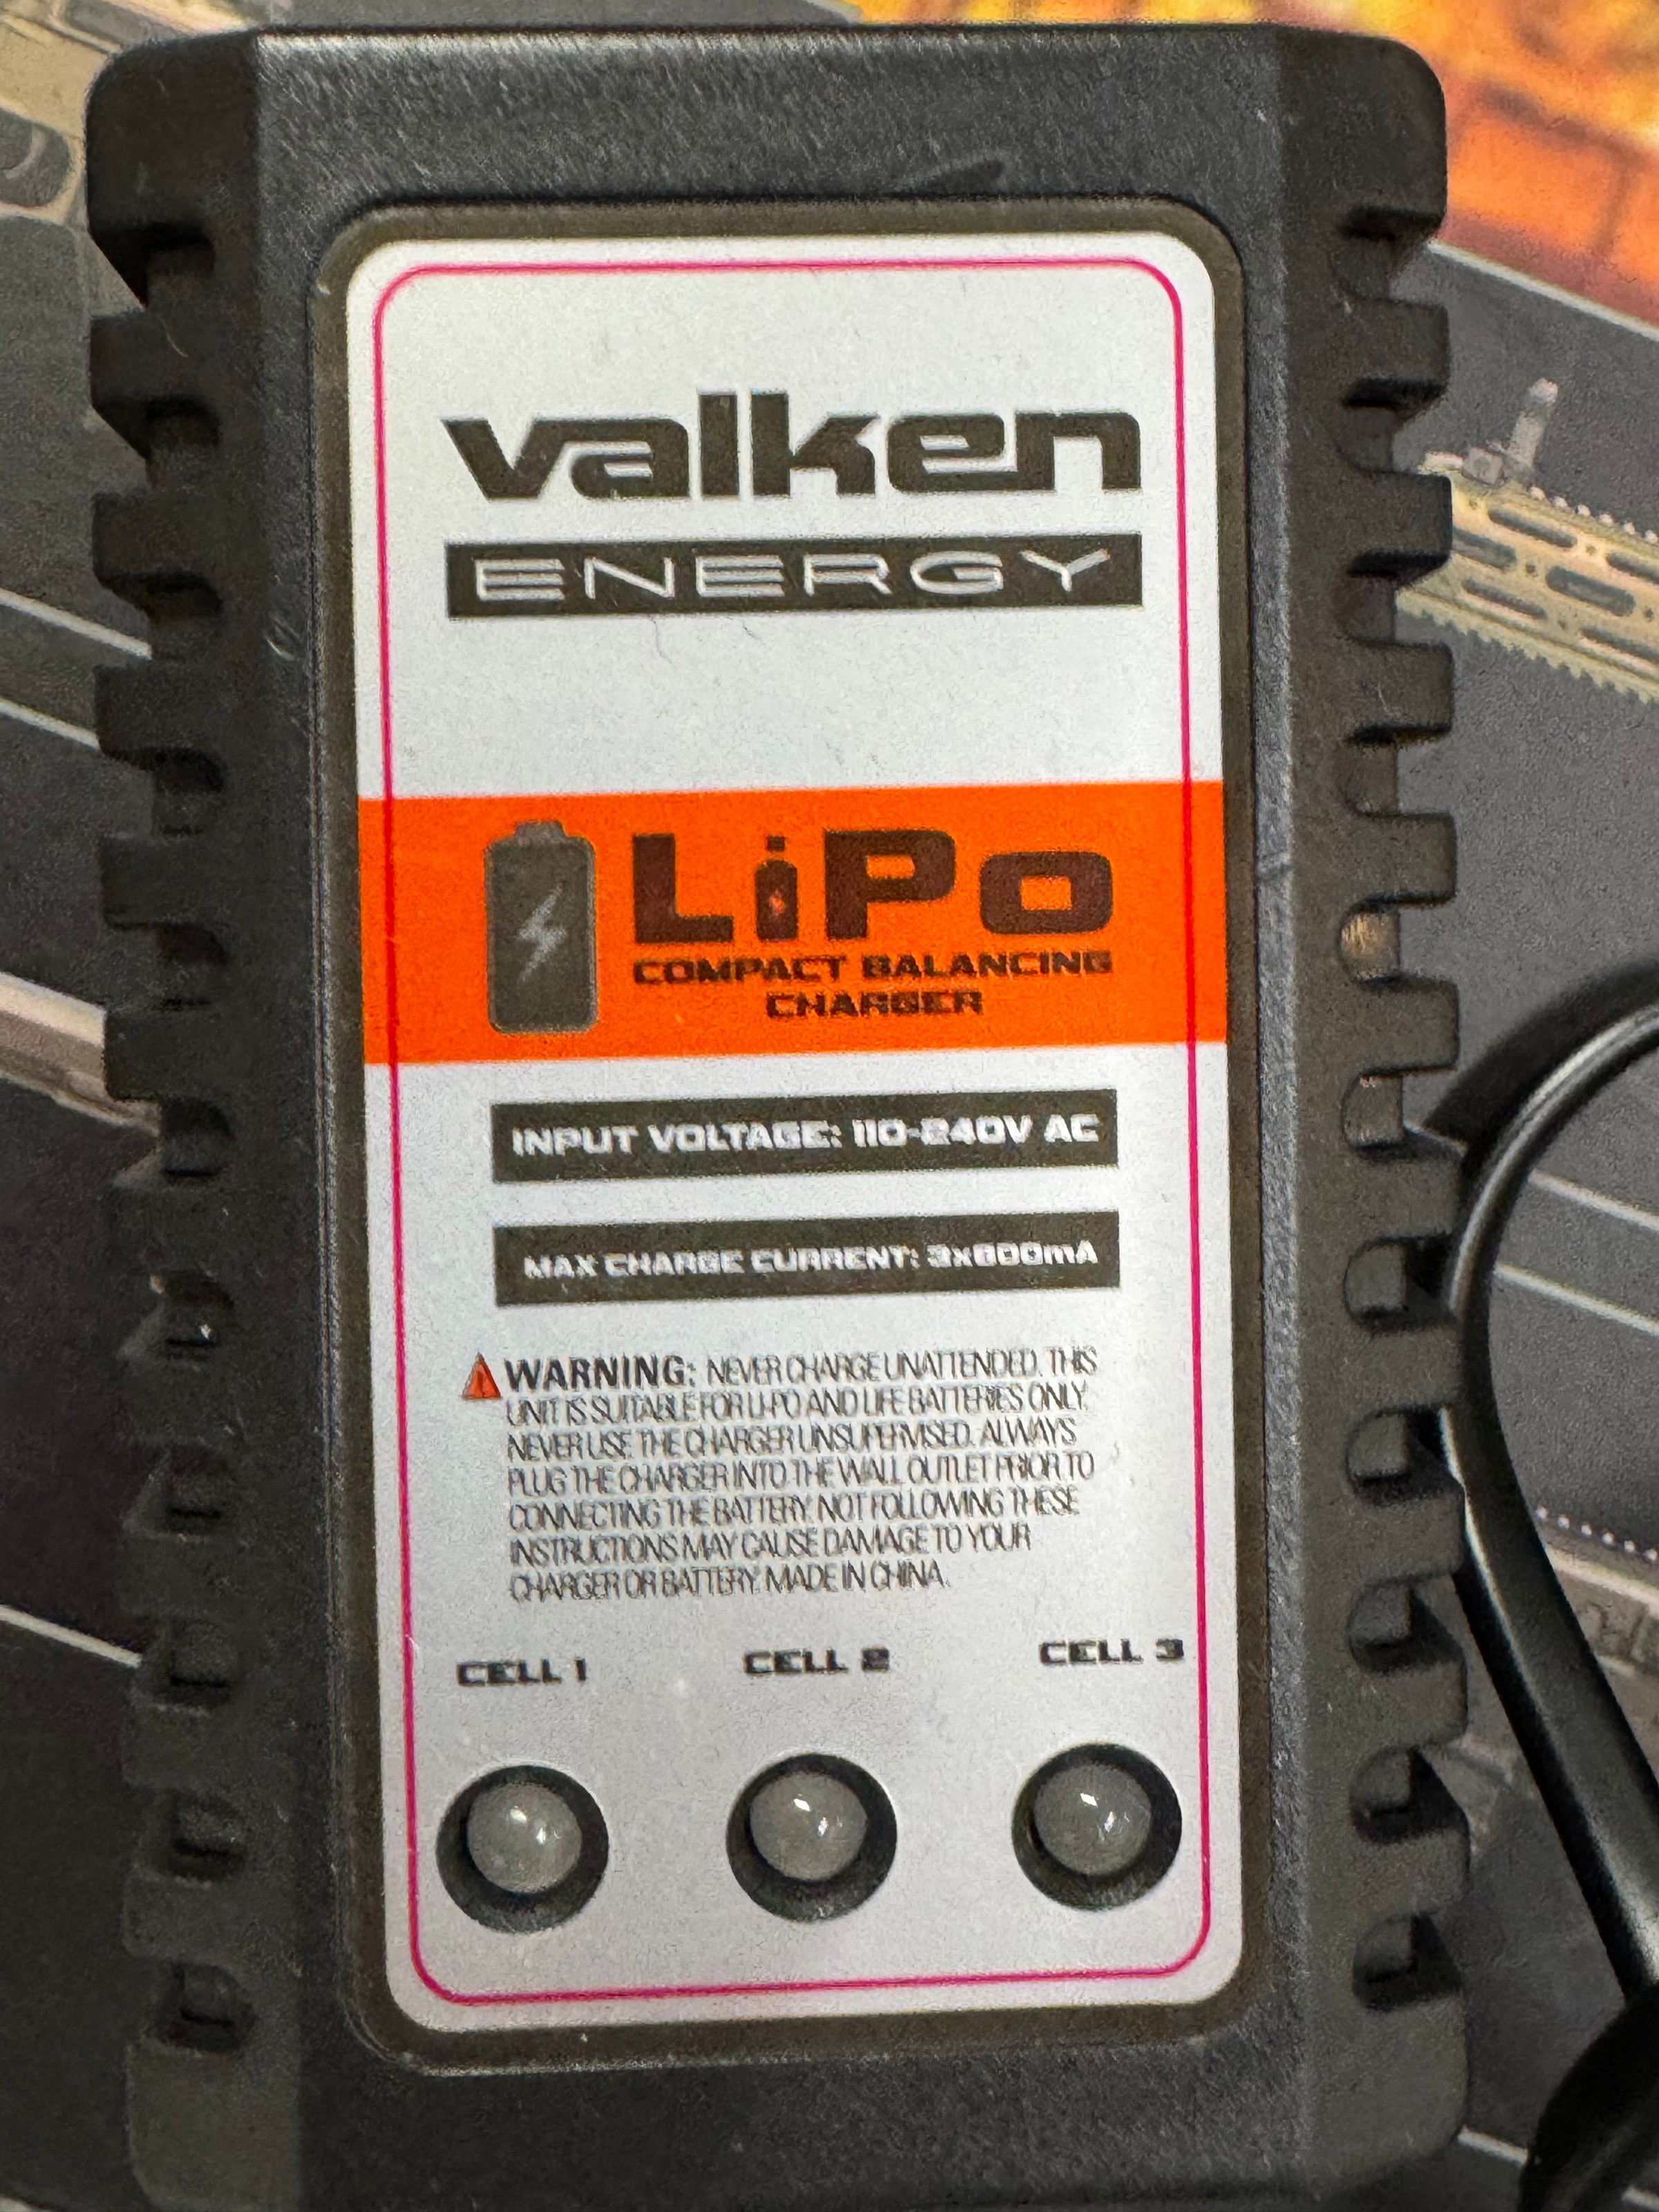 valken
ENERGY
LiPo
COMPACT BALANCING
CHARGER
INPUT VOLTAGE: 110-240V AC
MAX CHARGE CURRENT: 3x800mA
WARNING: NEVER CHARGE UNATTENDED. THIS
UNIT IS SUITABLE FOR LI-PO AND LIFE BATTERIES ONLY.
NEVER USE THE CHARGER UNSUPERVISED. ALWAYS
PLUG THE CHARGER INTO THE WALL OUTLET PRIOR TO
CONNECTING THE BATTERY. NOT FOLLOWING THESE
INSTRUCTIONS MAY CAUSE DAMAGE TO YOUR
CHARGER OR BATTERY. MADE IN CHINA.
CELL 1 CELL 2 CELL 3